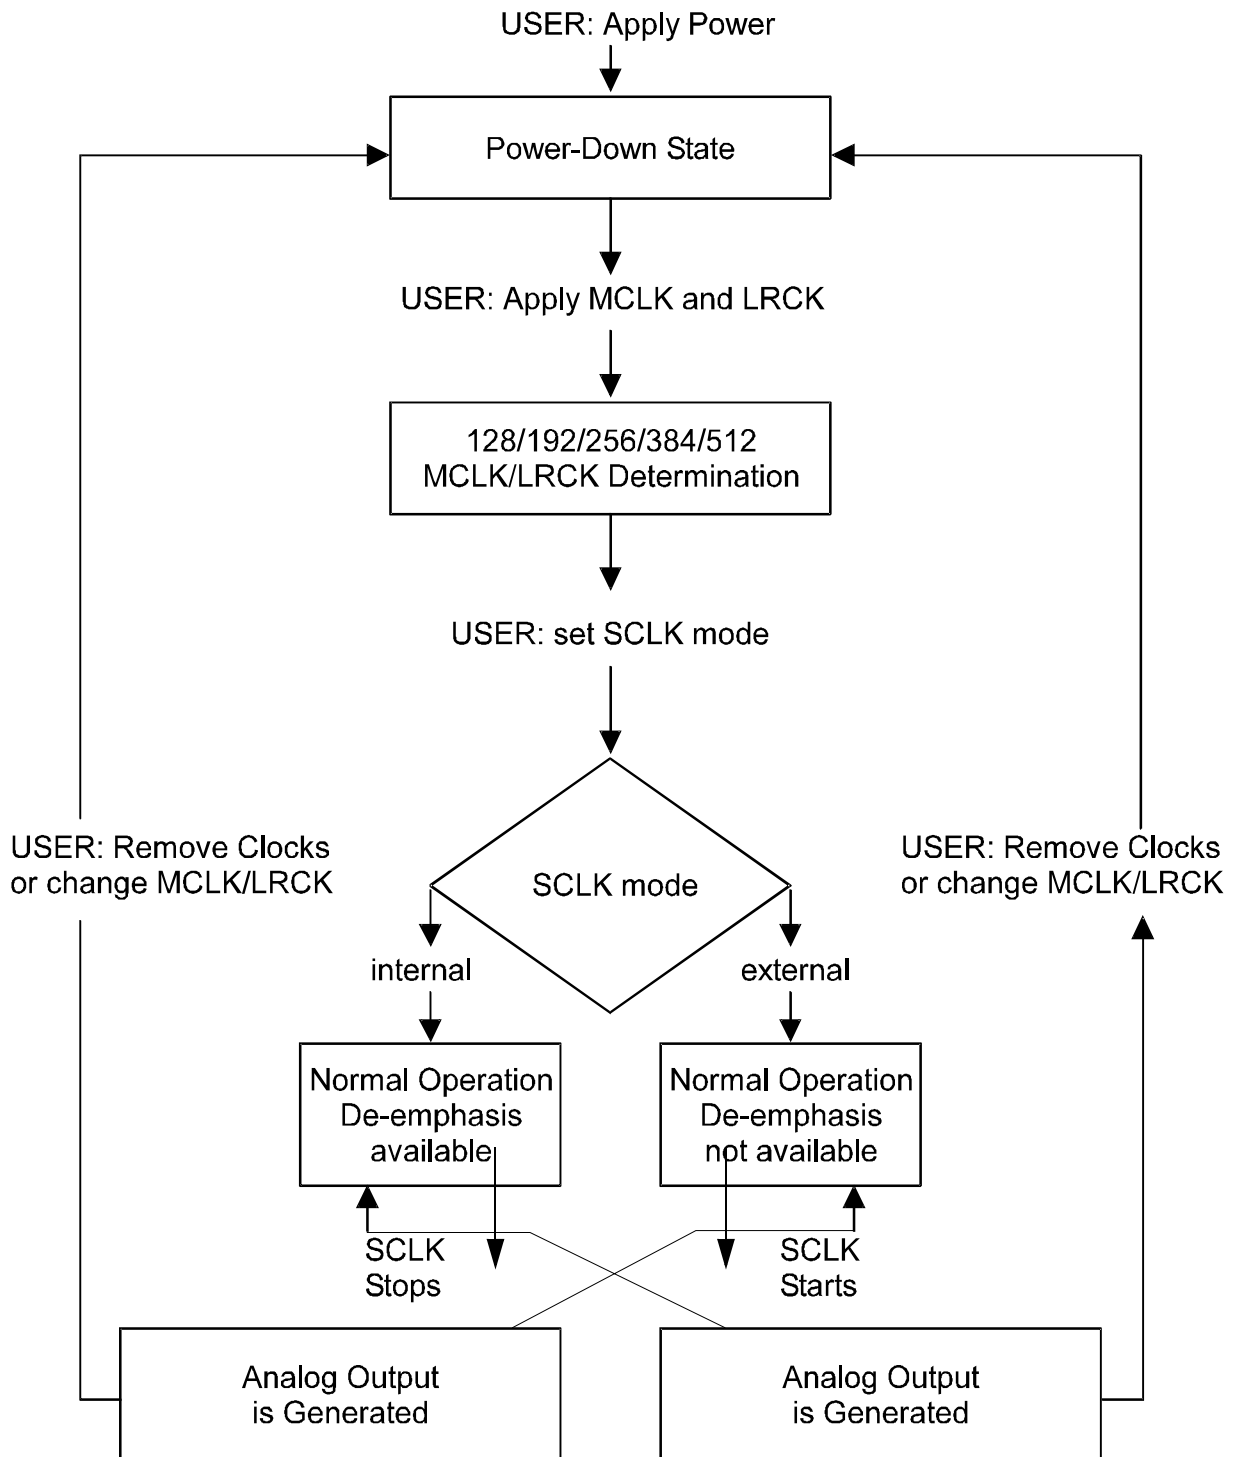 USER: Apply Power
Power-Down State
USER: Apply MCLK and LRCK
128/192/256/384/512
MCLK/LRCK Determination
USER: set SCLK mode
USER: Remove Clocks
or change MCLK/LRCK
SCLK mode
USER: Remove Clocks
or change MCLK/LRCK
internal
external
Normal Operation
De-emphasis
available
Normal Operation
De-emphasis
not available
SCLK
Stops
SCLK
Starts
Analog Output
is Generated
Analog Output
is Generated